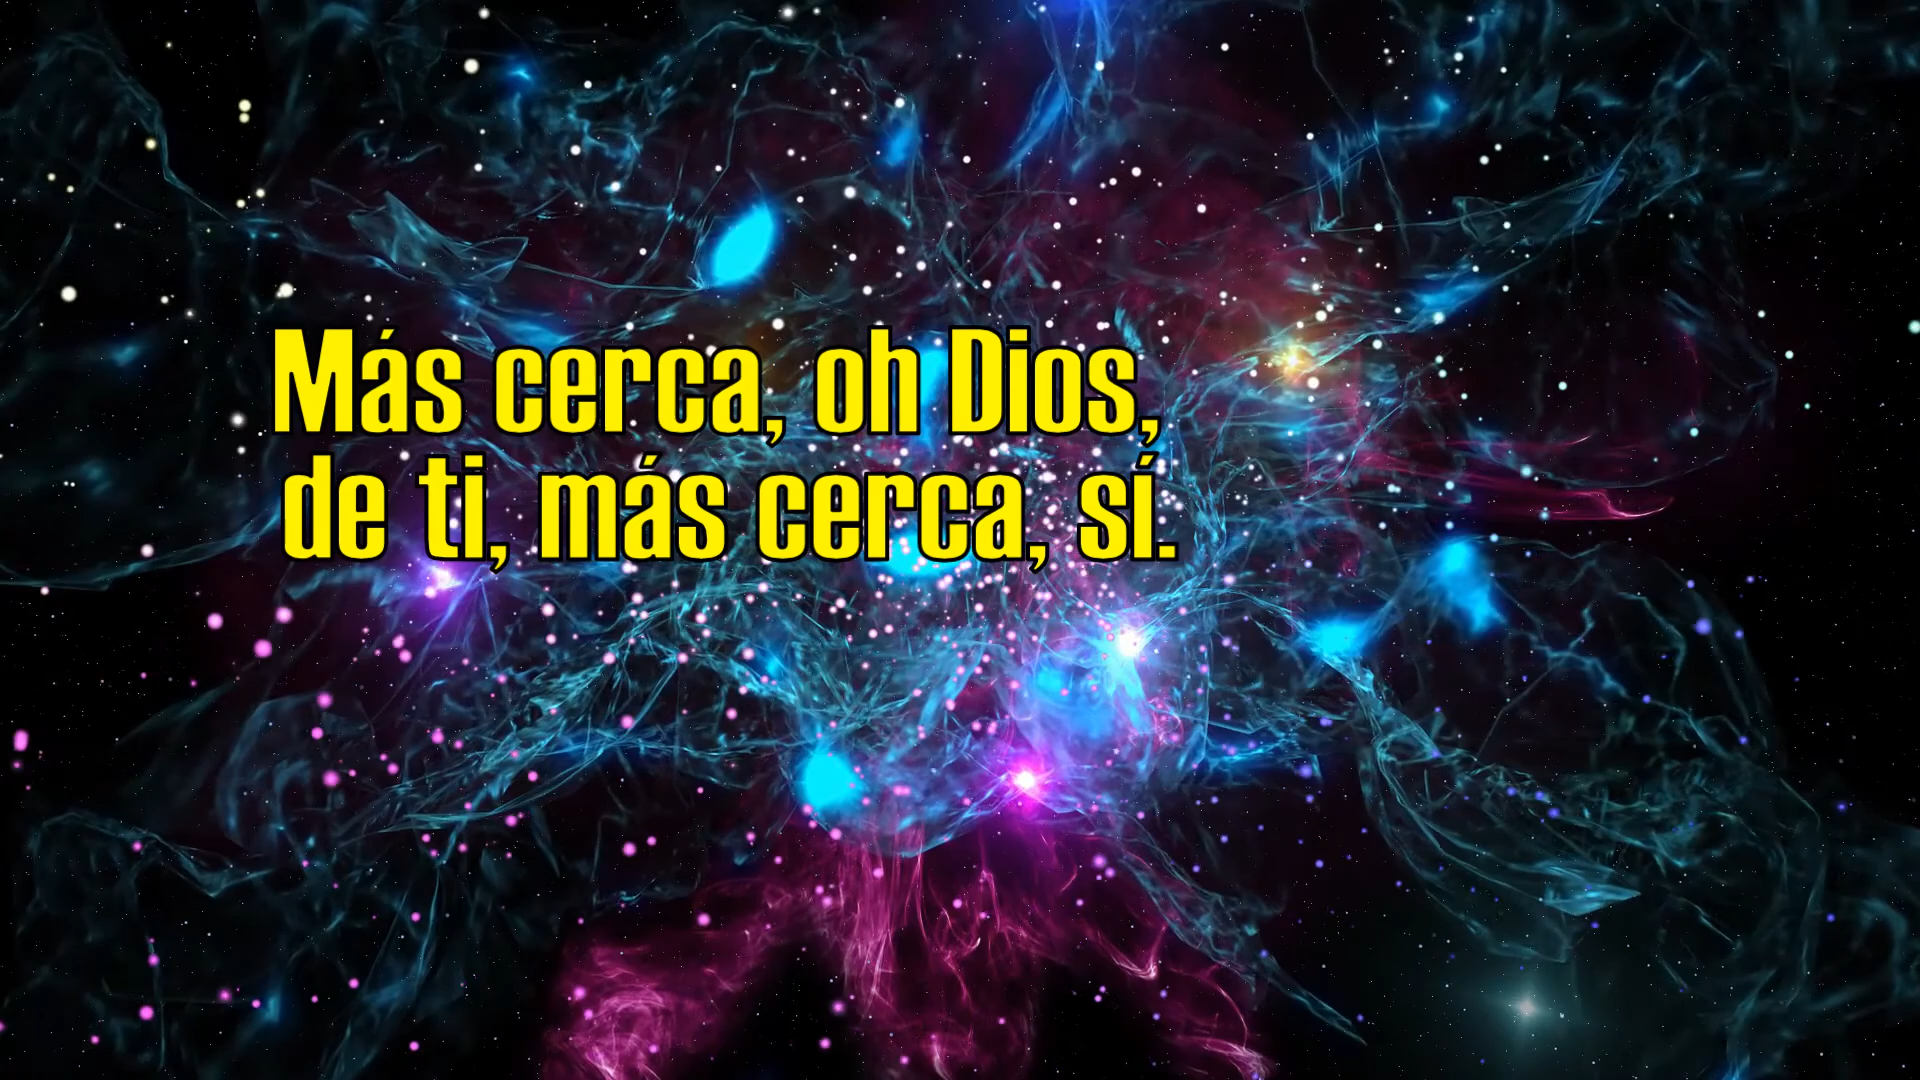 Más cerca, oh Dios,
de ti, más cerca, sí.